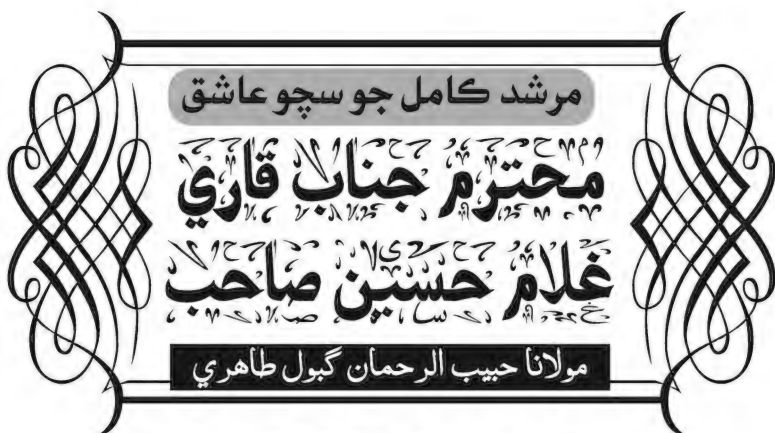 مرشد ڪامل جو سچو عاشق
محترم جناب قاري
غلام حسين صاحب
مولانا حبيب الرحمان گبول طاهري